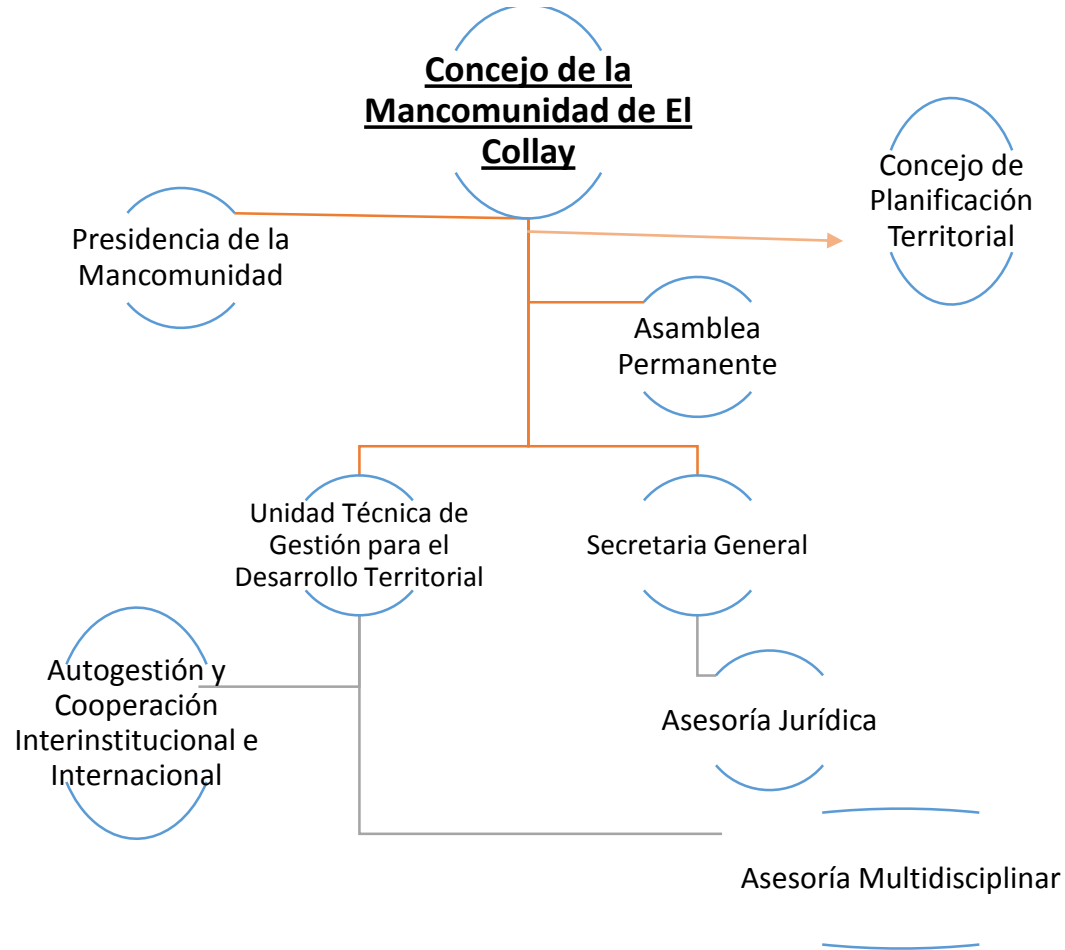 Concejo de la
Mancomunidad de El
Collay
Concejo de
Planificación
Territorial
Presidencia de la
Mancomunidad
Asamblea
Permanente
Unidad Técnica de
Gestión para el
Desarrollo Territorial
Secretaria General
Autogestión y
Cooperación
Interinstitucional e
Internacional
Asesoría Jurídica
Asesoría Multidisciplinar